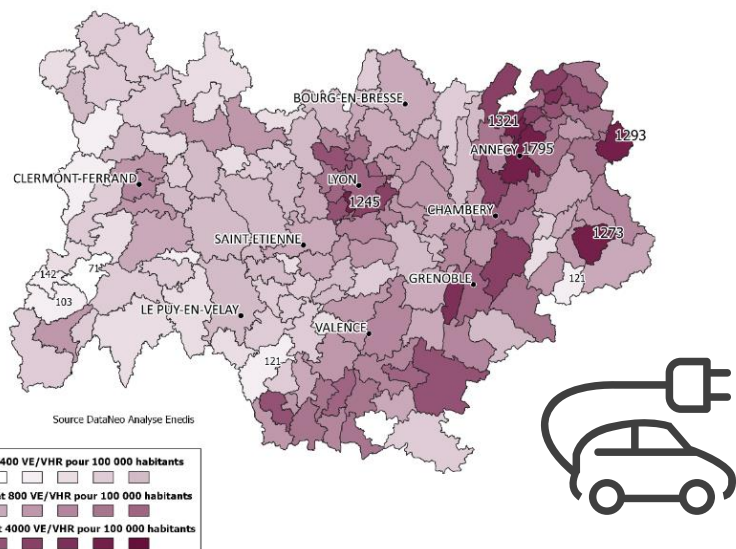 BOURG-EN-BRESSE
1321
1293
ANNECY 1795
CLERMONT-FERRAND
LYON
1245
CHAMBERY
SAINT-ETIENNE
1273
142 71
GRENOBLE
121
103
LE PUY-EN-VELAY
VALENCE
121
Source DataNeo Analyse Enedis
400 VE/VHR pour 100 000 habitants
t 800 VE/VHR pour 100 000 habitants
t 4000 VE/VHR pour 100 000 habitants